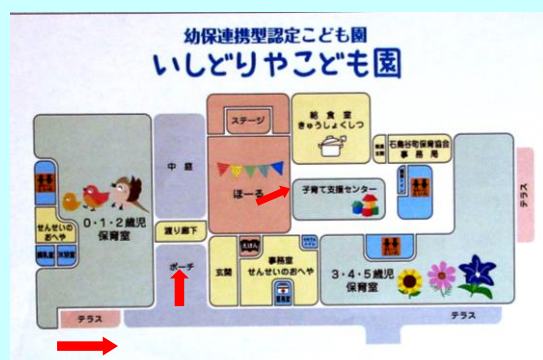 幼保連携型認定こども園
いしどりやこども園
ステージ
給食室
きゅうしょくしつ
中庭
石鳥谷町保育協会
事務局
ほーる
子育て支援センター
テラス
0・1・2歳児
保育室
せんせいの
おへや
渡り廊下
えほん
ポーチ
玄関
事務室
せんせいのおへや
3・4・5歳児
保育室
テラス
テラス